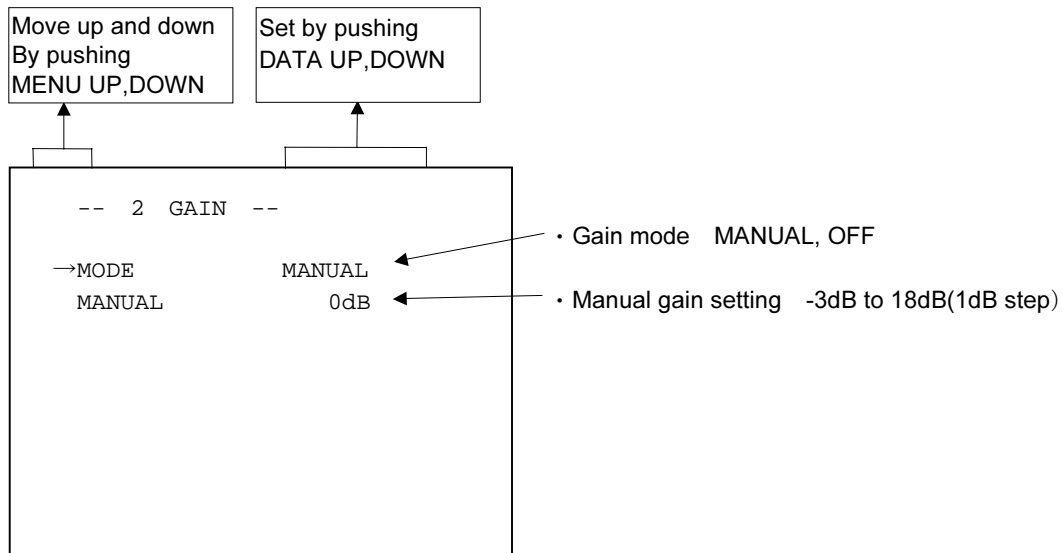 Move up and down
By pushing
MENU UP,DOWN
Set by pushing
DATA UP,DOWN
-- 2 GAIN --
→MODE MANUAL
MANUAL 0dB
・Gain mode MANUAL, OFF
・Manual gain setting -3dB to 18dB(1dB step）